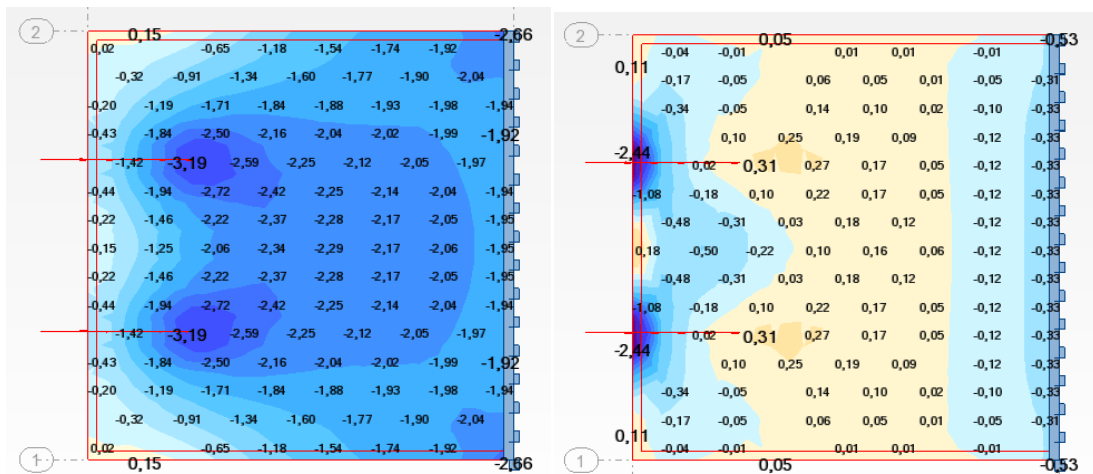 2 0,15 -2,66
0,02 -0,65 -1,18 -1,54 -1,74 -1,92
-0,32 -0,91 -1,34 -1,60 -1,77 -1,90 -2,04
-0,20 -1,19 -1,71 -1,84 -1,88 -1,93 -1,98 -1,94
-0,43 -1,84 -2,50 -2,16 -2,04 -2,02 -1,99 -1,92
-1,42 -3,19 -2,59 -2,25 -2,12 -2,05 -1,97
-0,44 -1,94 -2,72 -2,42 -2,25 -2,14 -2,04 -1,94
-0,22 -1,46 -2,22 -2,37 -2,28 -2,17 -2,05 -1,95
-0,15 -1,25 -2,06 -2,34 -2,29 -2,17 -2,06 -1,95
-0,22 -1,46 -2,22 -2,37 -2,28 -2,17 -2,05 -1,95
-0,44 -1,94 -2,72 -2,42 -2,25 -2,14 -2,04 -1,94
-1,42 -3,19 -2,59 -2,25 -2,12 -2,05 -1,97
-0,43 -1,84 -2,50 -2,16 -2,04 -2,02 -1,99 -1,92
-0,20 -1,19 -1,71 -1,84 -1,88 -1,93 -1,98 -1,94
-0,32 -0,91 -1,34 -1,60 -1,77 -1,90 -2,04
0,02 -0,65 -1,18 -1,54 -1,74 -1,92
1 0,15 -2,66
2 0,05 -0,53
-0,04 -0,01 0,01 0,01 -0,01
0,11
-0,17 -0,05 0,06 0,05 0,01 -0,05 -0,31
-0,34 -0,05 0,14 0,10 0,02 -0,10 -0,33
0,10 0,25 0,19 0,09 -0,12 -0,33
-2,44
0,02 0,31 0,27 0,17 0,05 -0,12 -0,33
-1,08 -0,18 0,10 0,22 0,17 0,05 -0,12 -0,33
-0,48 -0,31 0,03 0,18 0,12 -0,12 -0,33
0,18 -0,50 -0,22 0,10 0,16 0,06 -0,12 -0,33
-0,48 -0,31 0,03 0,18 0,12 -0,12 -0,33
-1,08 -0,18 0,10 0,22 0,17 0,05 -0,12 -0,33
0,02 0,31 0,27 0,17 0,05 -0,12 -0,33
-2,44
0,10 0,25 0,19 0,09 -0,12 -0,33
-0,34 -0,05 0,14 0,10 0,02 -0,10 -0,33
-0,17 -0,05 0,06 0,05 0,01 -0,05 -0,31
0,11
-0,04 -0,01 0,01 0,01 -0,01
1 0,05 -0,53